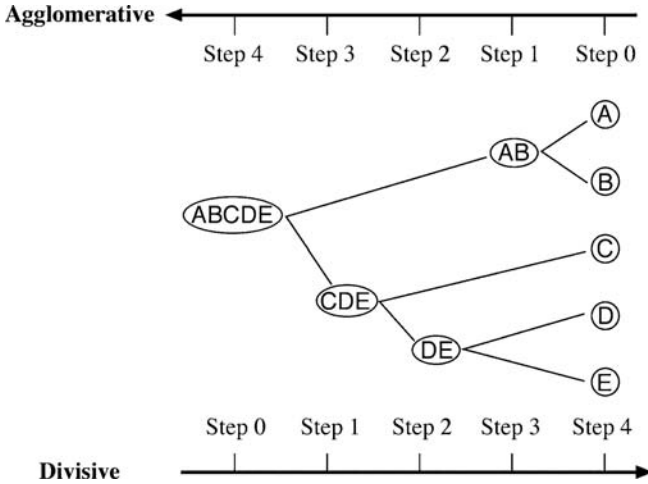 Agglomerative
Step 4 Step 3 Step 2 Step 1 Step 0
A
AB
B
ABCDE
C
CDE
D
DE
E
Step 0 Step 1 Step 2 Step 3 Step 4
Divisive